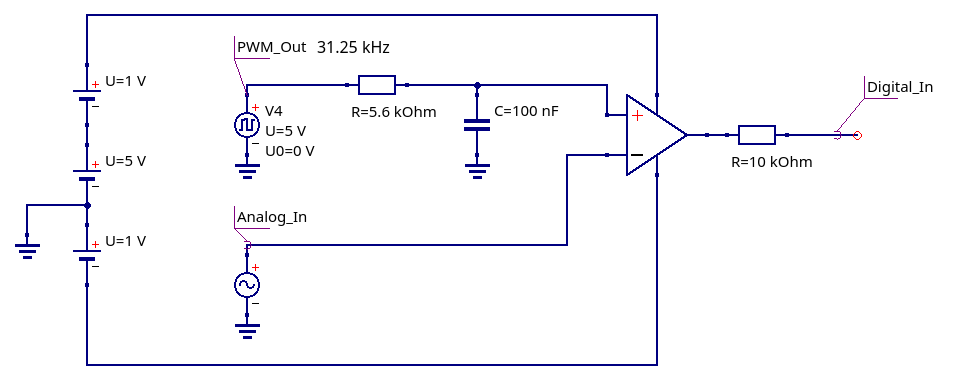 PWM_Out 31.25 kHz
U=1 V
+
−
+
V4
U=5 V
−
U0=0 V
R=5.6 kOhm
C=100 nF
+
−
Digital_In
R=10 kOhm
U=5 V
+
−
Analog_In
U=1 V
+
−
+
−